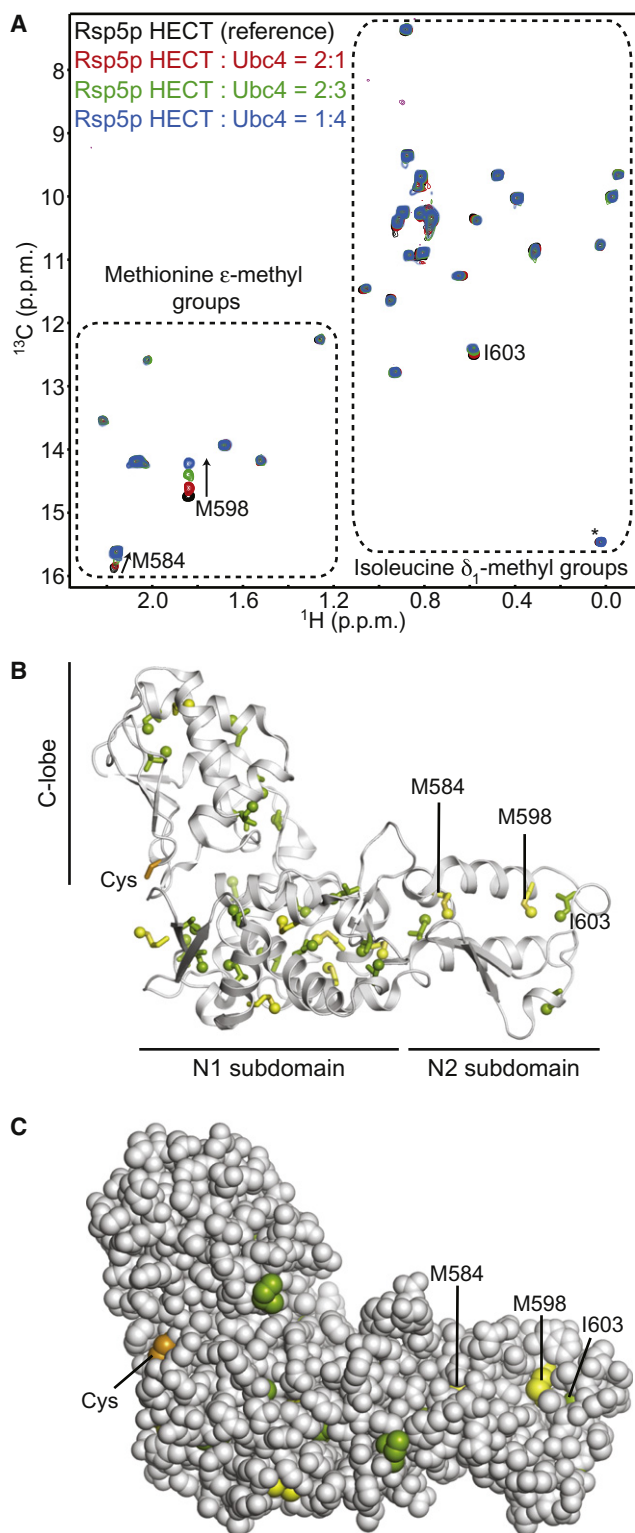 A
Rsp5p HECT (reference)
Rsp5p HECT : Ubc4 = 2:1
Rsp5p HECT : Ubc4 = 2:3
Rsp5p HECT : Ubc4 = 1:4
8
9
10
11
12
13
14
15
16
¹³C (p.p.m.)
Methionine ε-methyl
groups
I603
M598
M584
*
Isoleucine δ₁-methyl groups
2.0 1.6 1.2 0.8 0.4 0.0
¹H (p.p.m.)
B
C-lobe
M584
M598
Cys
I603
N1 subdomain
N2 subdomain
C
M584
M598
I603
Cys